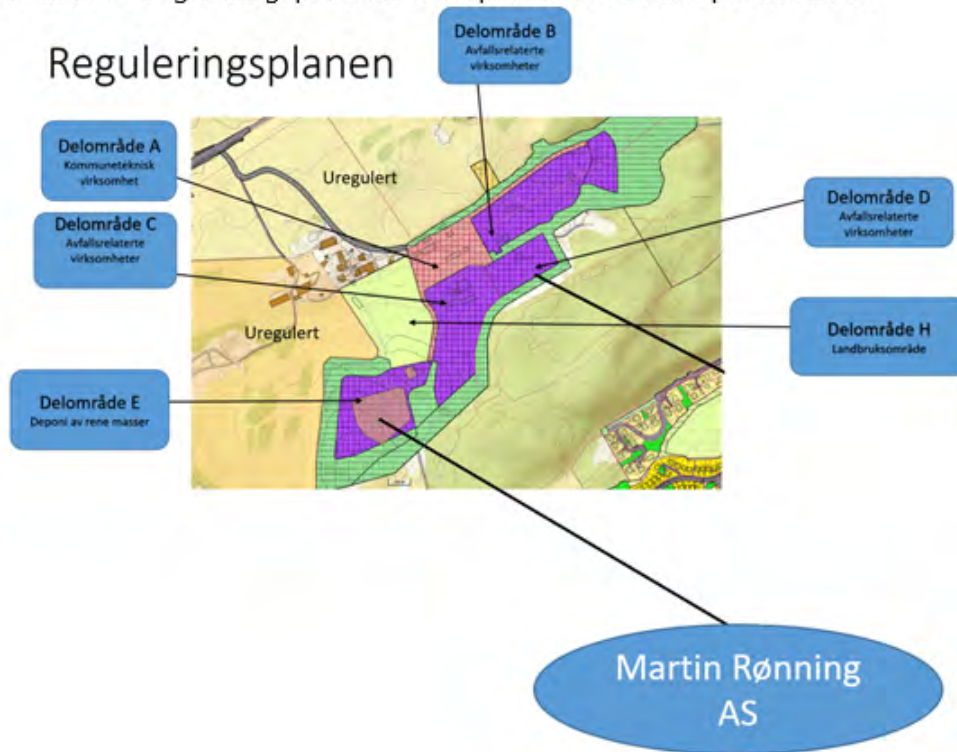 Reguleringsplanen
Delområde B
Avfallsrelaterte
virksomheter
Delområde A
Kommuneteknisk
virksomhet
Uregulert
Delområde C
Avfallsrelaterte
virksomheter
Delområde D
Avfallsrelaterte
virksomheter
Uregulert
Delområde H
Landbruksområde
Delområde E
Deponi av rene masser
Martin Rønning
AS